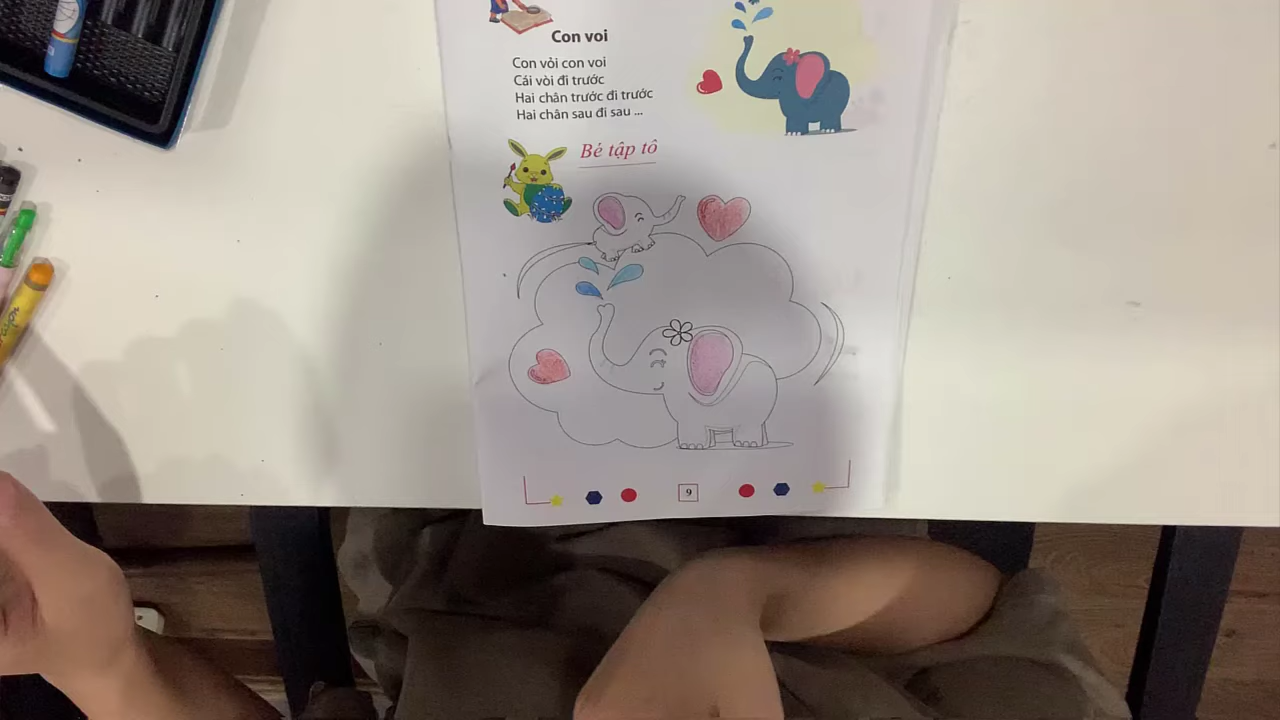 Con voi
Con vỏi con voi
Cái vòi đi trước
Hai chân trước đi trước
Hai chân sau đi sau ...
Bé tập tô
9